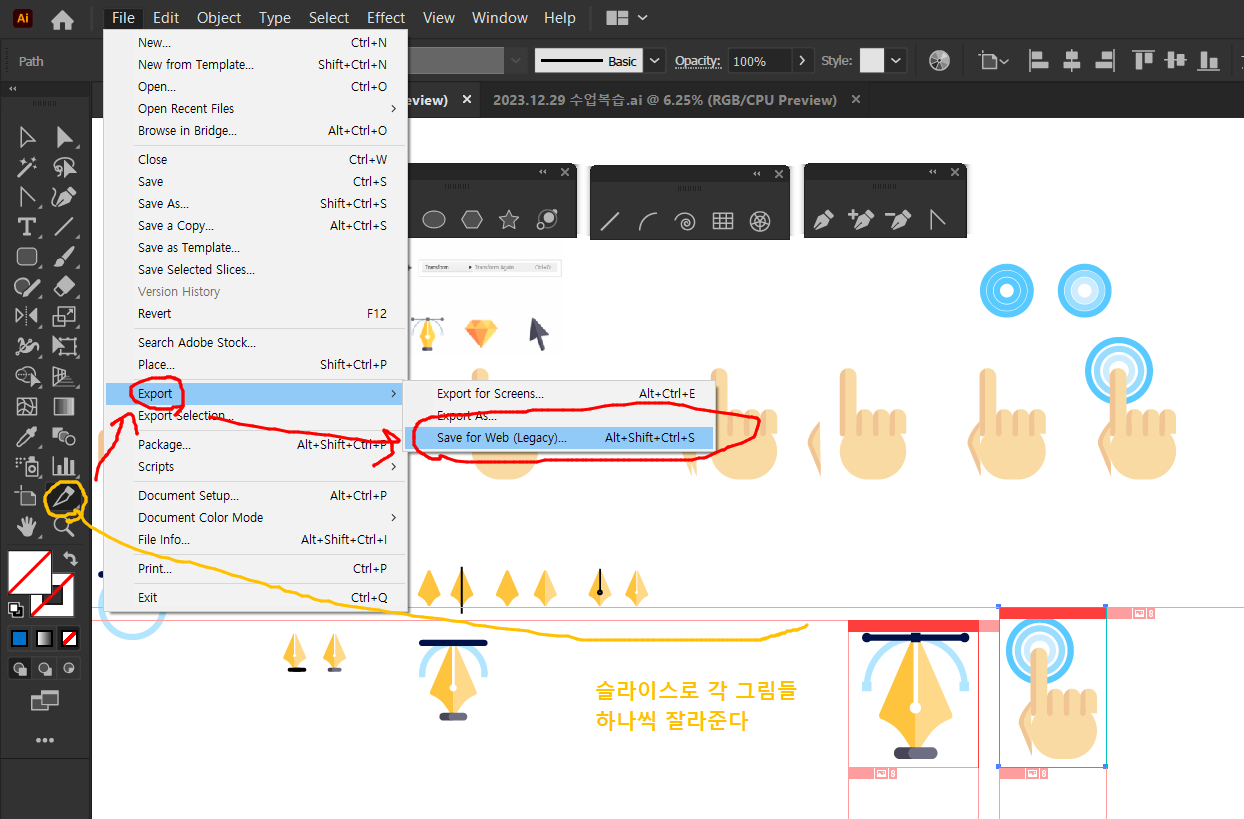 Ai File Edit Object Type Select Effect View Window Help
Path Basic Opacity: 100% Style:
eview) × 2023.12.29 수업복습.ai @ 6.25% (RGB/CPU Preview) ×
New... Ctrl+N
New from Template... Shift+Ctrl+N
Open... Ctrl+O
Open Recent Files
Browse in Bridge... Alt+Ctrl+O
Close Ctrl+W
Save Ctrl+S
Save As... Shift+Ctrl+S
Save a Copy... Alt+Ctrl+S
Save as Template...
Save Selected Slices...
Version History
Revert F12
Search Adobe Stock...
Place... Shift+Ctrl+P
Export
Export Selection...
Package... Alt+Shift+Ctrl+P
Scripts
Document Setup... Alt+Ctrl+P
Document Color Mode
File Info... Alt+Shift+Ctrl+I
Print... Ctrl+P
Exit Ctrl+Q
Export for Screens... Alt+Ctrl+E
Export As...
Save for Web (Legacy)... Alt+Shift+Ctrl+S
Transform Transform Again Ctrl+D
슬라이스로 각 그림들
하나씩 잘라준다